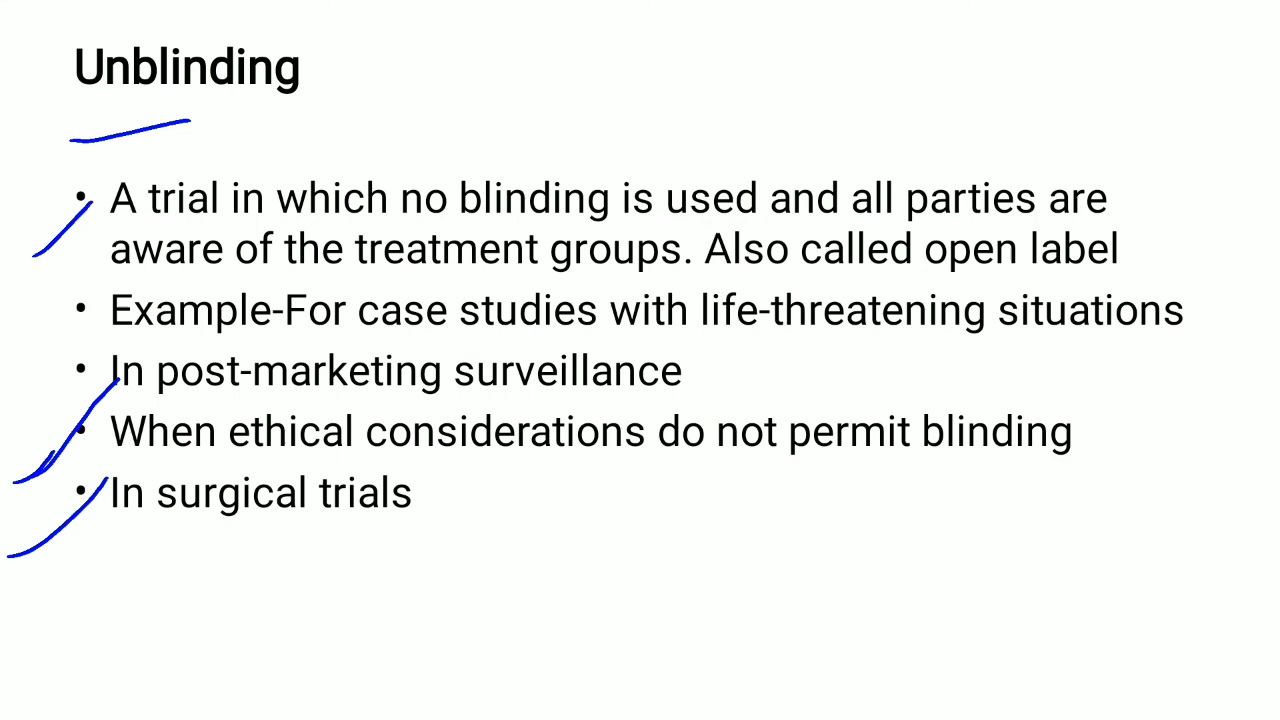 Unblinding
• A trial in which no blinding is used and all parties are
aware of the treatment groups. Also called open label
• Example-For case studies with life-threatening situations
• In post-marketing surveillance
• When ethical considerations do not permit blinding
• In surgical trials